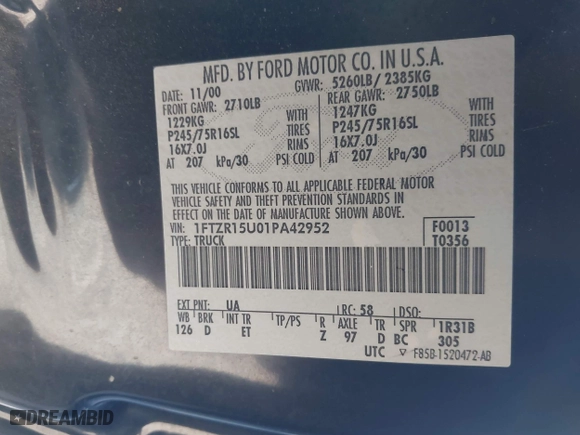 MFD. BY FORD MOTOR CO. IN U.S.A.
DATE: 11/00 GVWR: 5260LB/ 2385KG
FRONT GAWR: 2710LB REAR GAWR: 2750LB
1229KG WITH 1247KG WITH
P245/75R16SL TIRES P245/75R16SL TIRES
16X7.0J RIMS 16X7.0J RIMS
AT 207 kPa/30 PSI COLD AT 207 kPa/30 PSI COLD
THIS VEHICLE CONFORMS TO ALL APPLICABLE FEDERAL MOTOR
VEHICLE SAFETY AND THEFT PREVENTION STANDARDS IN
EFFECT ON THE DATE OF MANUFACTURE SHOWN ABOVE.
VIN: 1FTZR15U01PA42952 F0013
TYPE: TRUCK T0356
EXT PNT: UA RC: 58 DSO:
WB BRK INT TR TP/PS R AXLE TR SPR 1R31B
126 D ET Z 97 D BC 305
UTC ▽ F85B-1520472-AB
DREAMBID